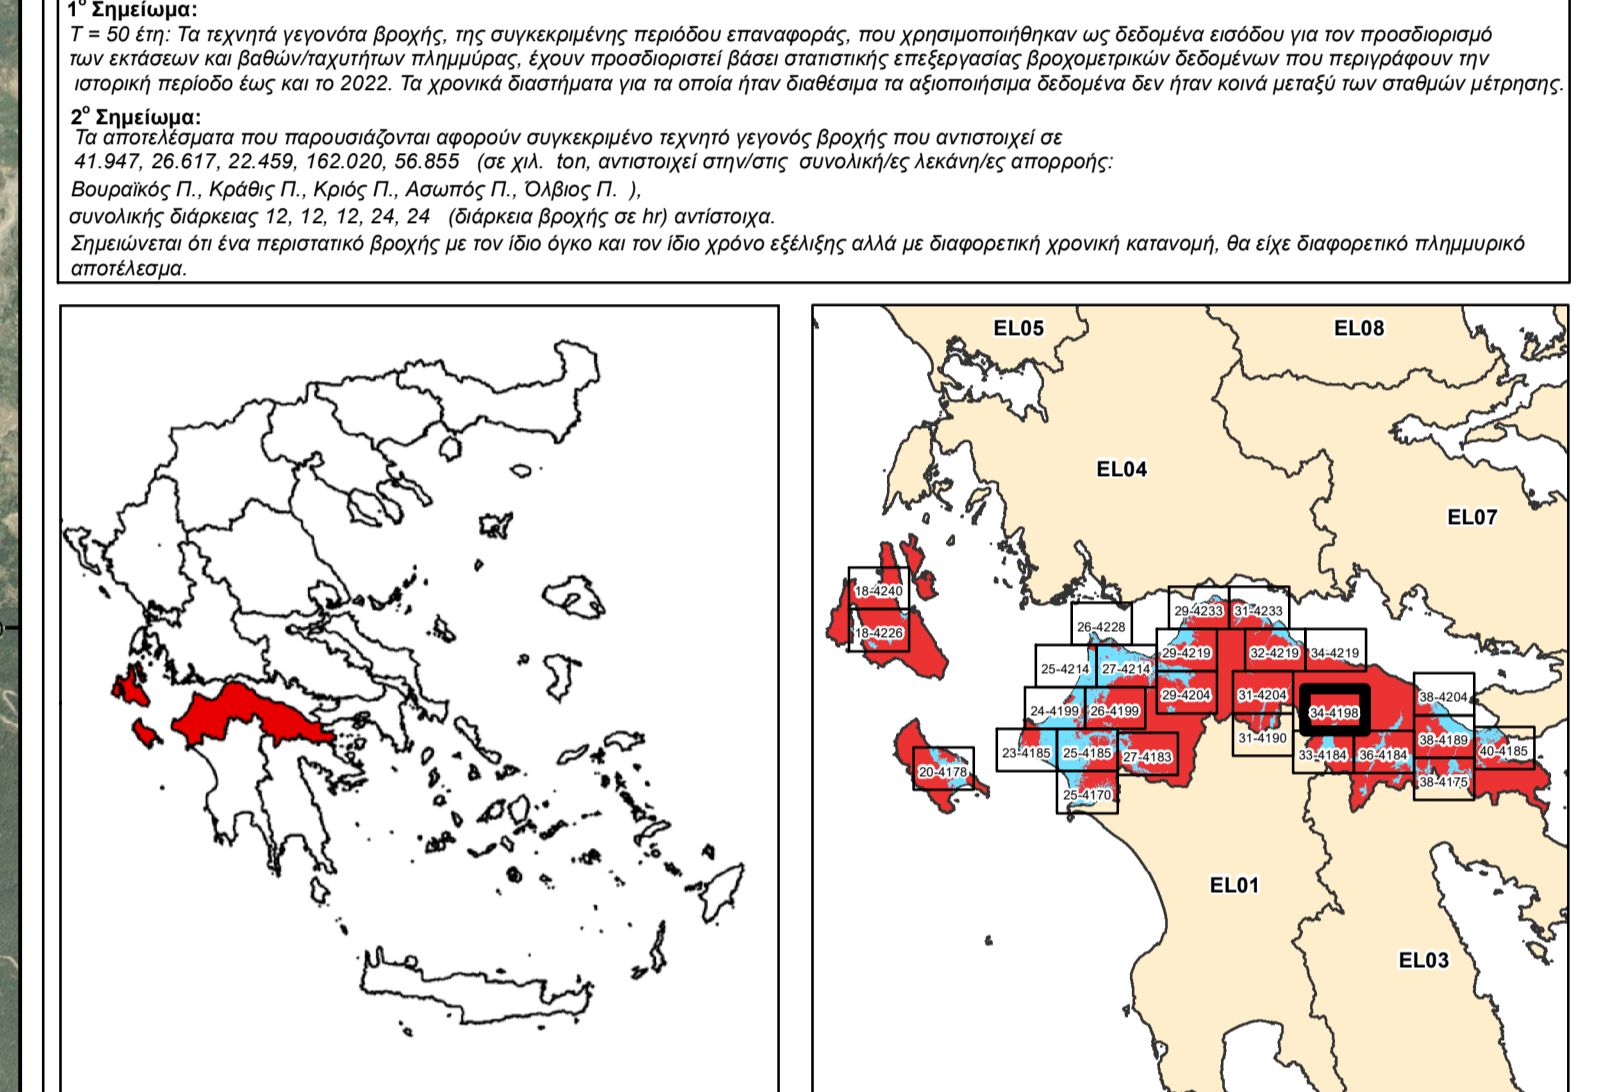 1ο Σημείωμα:
T = 50 έτη: Τα τεχνητά γεγονότα βροχής, της συγκεκριμένης περιόδου επαναφοράς, που χρησιμοποιήθηκαν ως δεδομένα εισόδου για τον προσδιορισμό
των εκτάσεων και βαθών/ταχυτήτων πλημμύρας, έχουν προσδιοριστεί βάσει στατιστικής επεξεργασίας βροχομετρικών δεδομένων που περιγράφουν την
ιστορική περίοδο έως και το 2022. Τα χρονικά διαστήματα για τα οποία ήταν διαθέσιμα τα αξιοποιήσιμα δεδομένα δεν ήταν κοινά μεταξύ των σταθμών μέτρησης.
2ο Σημείωμα:
Τα αποτελέσματα που παρουσιάζονται αφορούν συγκεκριμένο τεχνητό γεγονός βροχής που αντιστοιχεί σε
41.947, 26.617, 22.459, 162.020, 56.855 (σε χιλ. ton, αντιστοιχεί στην/στις συνολική/ες λεκάνη/ες απορροής:
Βουραϊκός Π., Κράθις Π., Κριός Π., Ασωπός Π., Όλβιος Π. ),
συνολικής διάρκειας 12, 12, 12, 24, 24 (διάρκεια βροχής σε hr) αντίστοιχα.
Σημειώνεται ότι ένα περιστατικό βροχής με τον ίδιο όγκο και τον ίδιο χρόνο εξέλιξης αλλά με διαφορετική χρονική κατανομή, θα είχε διαφορετικό πλημμυρικό
αποτέλεσμα.
EL05
EL08
EL04
EL07
18-4240
18-4226
29-4233
31-4233
26-4228
29-4219
32-4219
34-4219
25-4214
27-4214
29-4204
31-4204
38-4204
24-4199
26-4199
34-4198
31-4190
38-4189
23-4185
25-4185
27-4183
33-4184
36-4184
40-4185
20-4178
38-4175
25-4170
EL01
EL03